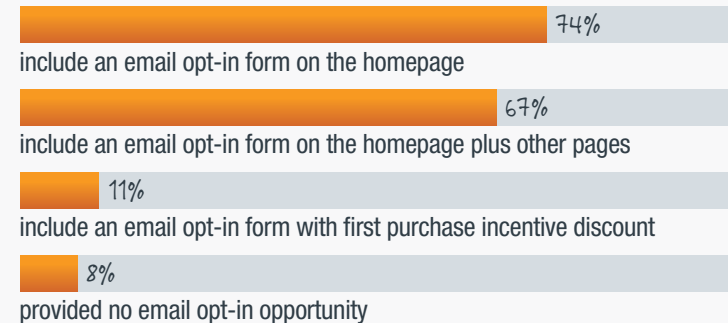 74%
include an email opt-in form on the homepage
67%
include an email opt-in form on the homepage plus other pages
11%
include an email opt-in form with first purchase incentive discount
8%
provided no email opt-in opportunity